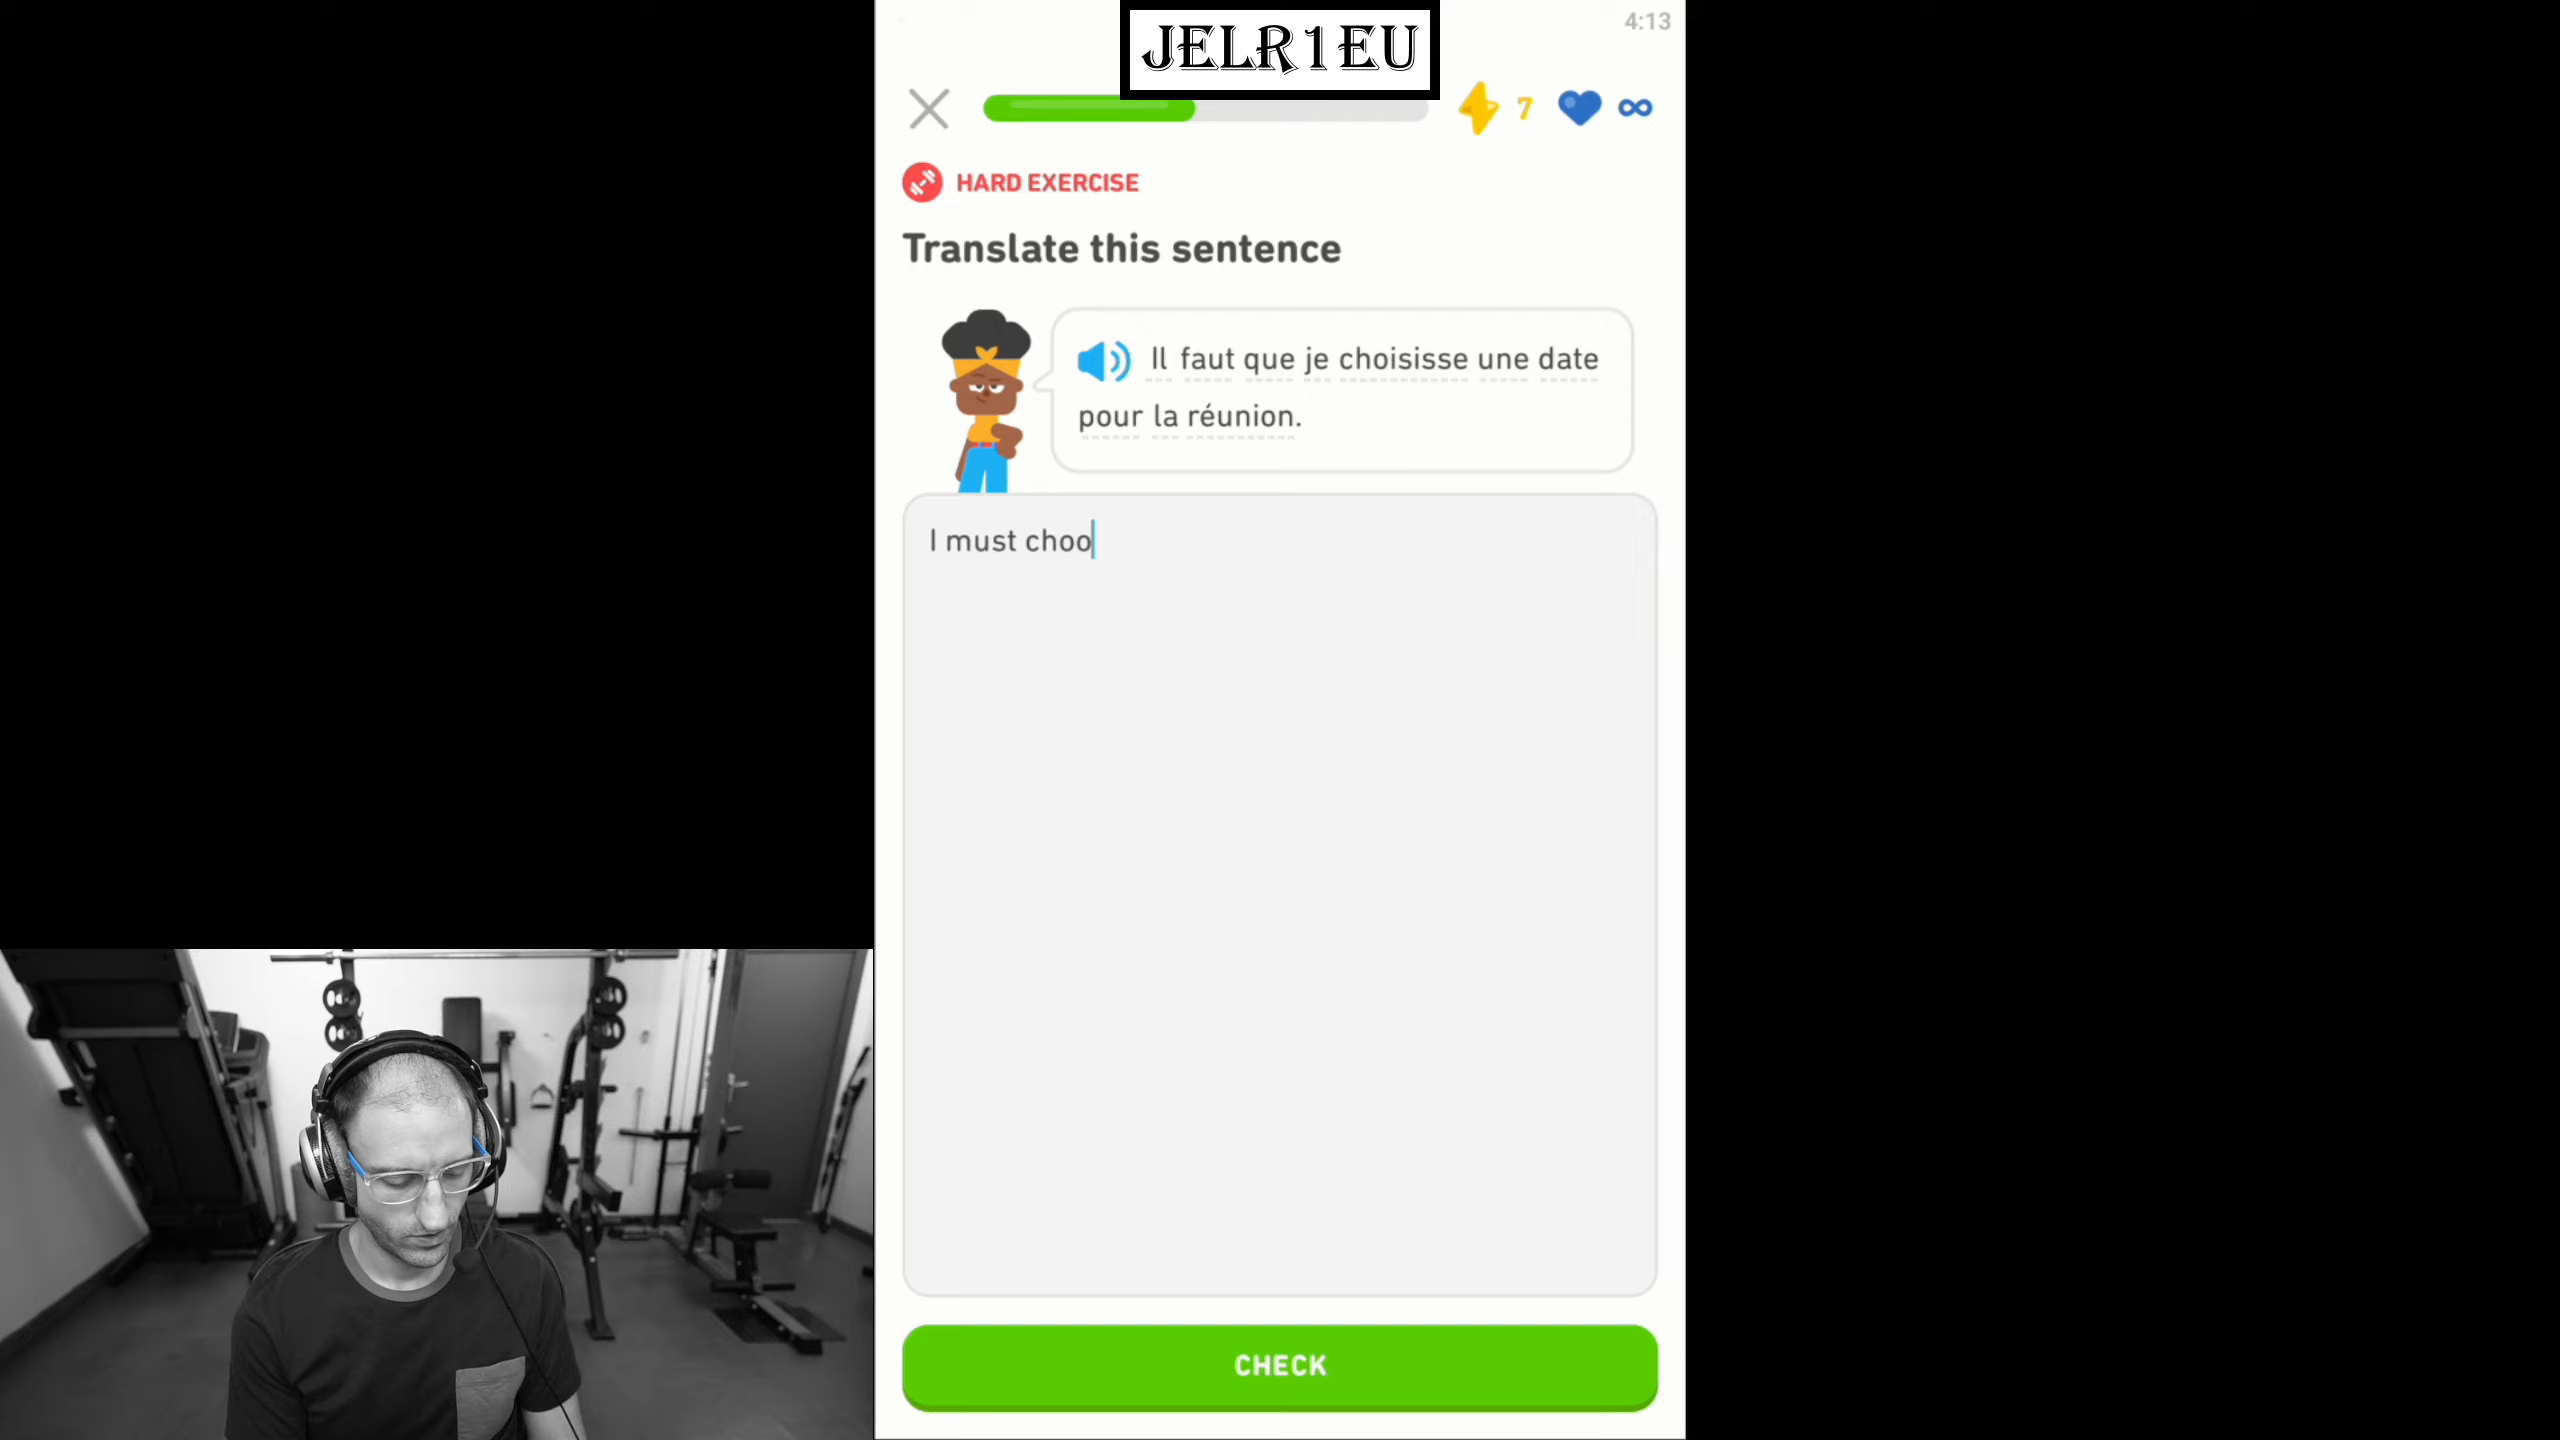 JELR1EU
4:13
7 ∞
HARD EXERCISE
Translate this sentence
Il faut que je choisisse une date
pour la réunion.
I must choo
CHECK